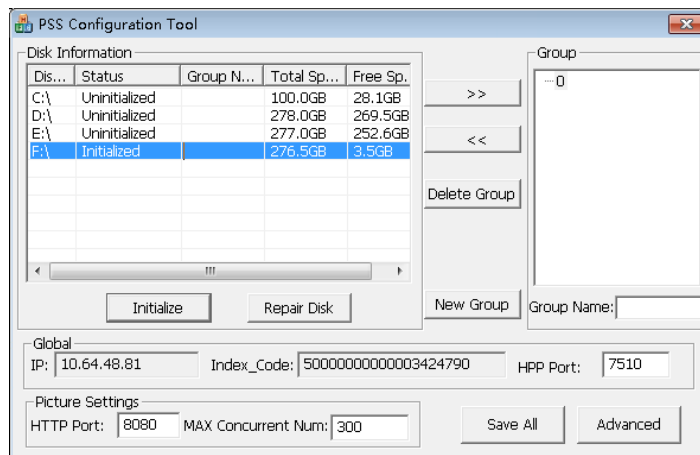 PSS Configuration Tool
Disk Information
Group
Dis... Status Group N... Total Sp... Free Sp.
C:\ Uninitialized 100.0GB 28.1GB
D:\ Uninitialized 278.0GB 269.5GB
E:\ Uninitialized 277.0GB 252.6GB
F:\ Initialized 276.5GB 3.5GB
>>
<<
Delete Group
0
Initialize Repair Disk New Group Group Name:
Global
IP: 10.64.48.81 Index_Code: 50000000000003424790 HPP Port: 7510
Picture Settings
HTTP Port: 8080 MAX Concurrent Num: 300 Save All Advanced